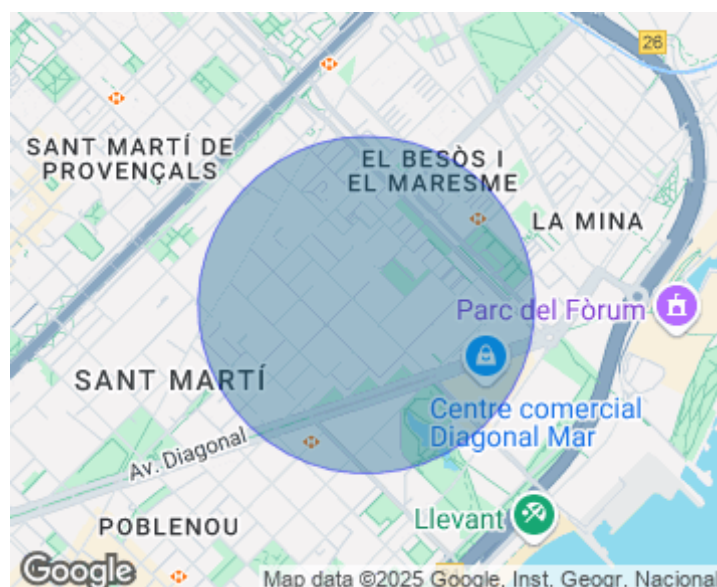 26
SANT MARTÍ DE
PROVENÇALS
EL BESÒS I
EL MARESME
LA MINA
Parc del Fòrum
SANT MARTÍ
Centre comercial
Diagonal Mar
Av. Diagonal
Llevant
POBLENOU
Google
Map data ©2025 Google, Inst. Geogr. Nacional